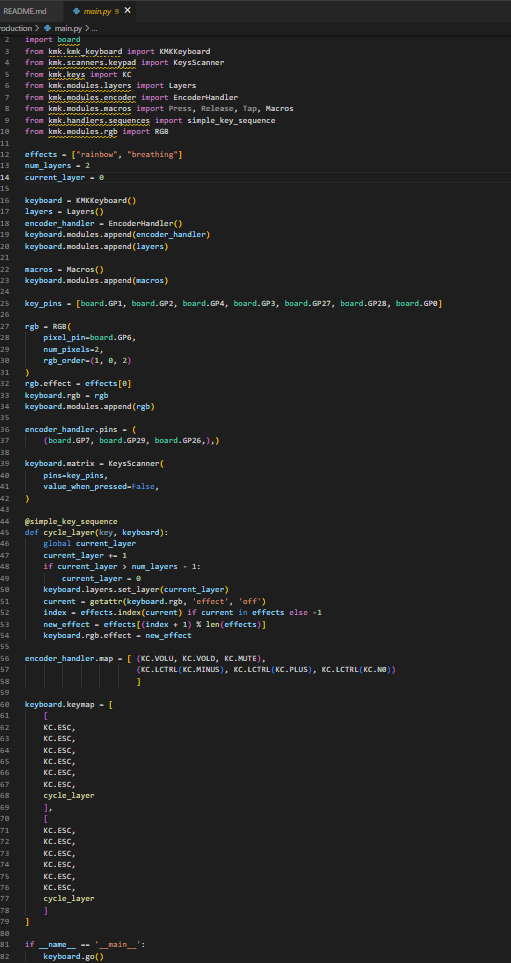 README.md
main.py 9 ×
roduction > main.py > ...
2 import board
3 from kmk.kmk_keyboard import KMKKeyboard
4 from kmk.scanners.keypad import KeysScanner
5 from kmk.keys import KC
6 from kmk.modules.layers import Layers
7 from kmk.modules.encoder import EncoderHandler
8 from kmk.modules.macros import Press, Release, Tap, Macros
9 from kmk.handlers.sequences import simple_key_sequence
10 from kmk.modules.rgb import RGB
11
12 effects = ["rainbow", "breathing"]
13 num_layers = 2
14 current_layer = 0
15
16 keyboard = KMKKeyboard()
17 layers = Layers()
18 encoder_handler = EncoderHandler()
19 keyboard.modules.append(encoder_handler)
20 keyboard.modules.append(layers)
21
22 macros = Macros()
23 keyboard.modules.append(macros)
24
25 key_pins = [board.GP1, board.GP2, board.GP4, board.GP3, board.GP27, board.GP28, board.GP0]
26
27 rgb = RGB(
28 pixel_pin=board.GP6,
29 num_pixels=2,
30 rgb_order=(1, 0, 2)
31 )
32 rgb.effect = effects[0]
33 keyboard.rgb = rgb
34 keyboard.modules.append(rgb)
35
36 encoder_handler.pins = (
37 (board.GP7, board.GP29, board.GP26,),)
38
39 keyboard.matrix = KeysScanner(
40 pins=key_pins,
41 value_when_pressed=False,
42 )
43
44 @simple_key_sequence
45 def cycle_layer(key, keyboard):
46 global current_layer
47 current_layer += 1
48 if current_layer > num_layers - 1:
49 current_layer = 0
50 keyboard.layers.set_layer(current_layer)
51 current = getattr(keyboard.rgb, 'effect', 'off')
52 index = effects.index(current) if current in effects else -1
53 new_effect = effects[(index + 1) % len(effects)]
54 keyboard.rgb.effect = new_effect
55
56 encoder_handler.map = [ (KC.VOLU, KC.VOLD, KC.MUTE),
57 (KC.LCTRL(KC.MINUS), KC.LCTRL(KC.PLUS), KC.LCTRL(KC.N0))
58 ]
59
60 keyboard.keymap = [
61 [
62 KC.ESC,
63 KC.ESC,
64 KC.ESC,
65 KC.ESC,
66 KC.ESC,
67 KC.ESC,
68 cycle_layer
69 ],
70 [
71 KC.ESC,
72 KC.ESC,
73 KC.ESC,
74 KC.ESC,
75 KC.ESC,
76 KC.ESC,
77 cycle_layer
78 ]
79 ]
80
81 if __name__ == '__main__':
82 keyboard.go()